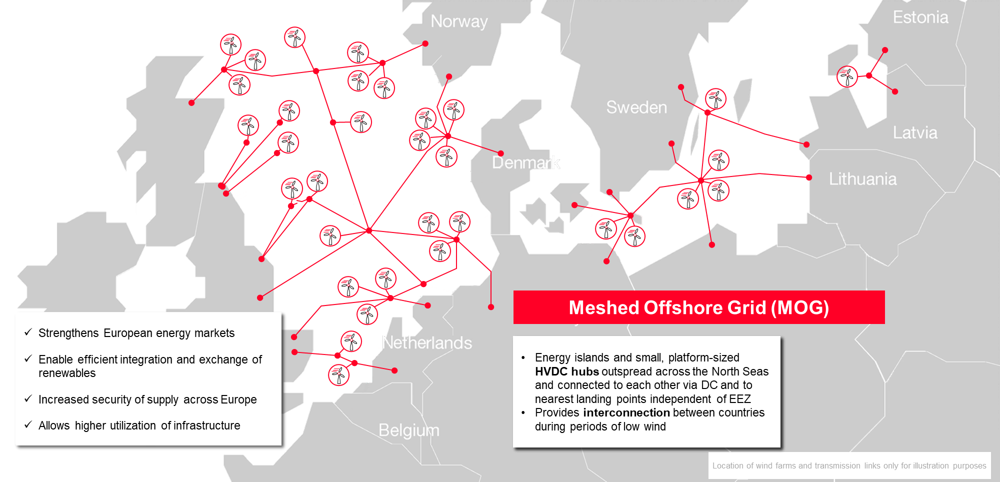 Norway
Estonia
Sweden
Latvia
Denmark
Lithuania
Meshed Offshore Grid (MOG)
✓ Strengthens European energy markets
✓ Enable efficient integration and exchange of
renewables
✓ Increased security of supply across Europe
✓ Allows higher utilization of infrastructure
Netherlands
Belgium
• Energy islands and small, platform-sized
HVDC hubs outspread across the North Seas
and connected to each other via DC and to
nearest landing points independent of EEZ
• Provides interconnection between countries
during periods of low wind
Location of wind farms and transmission links only for illustration purposes